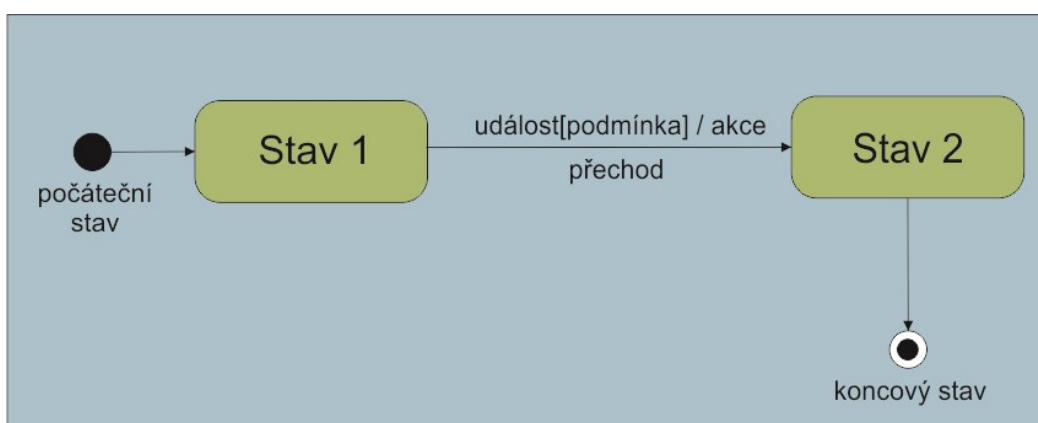 počáteční
stav
Stav 1
událost[podmínka] / akce
přechod
Stav 2
koncový stav